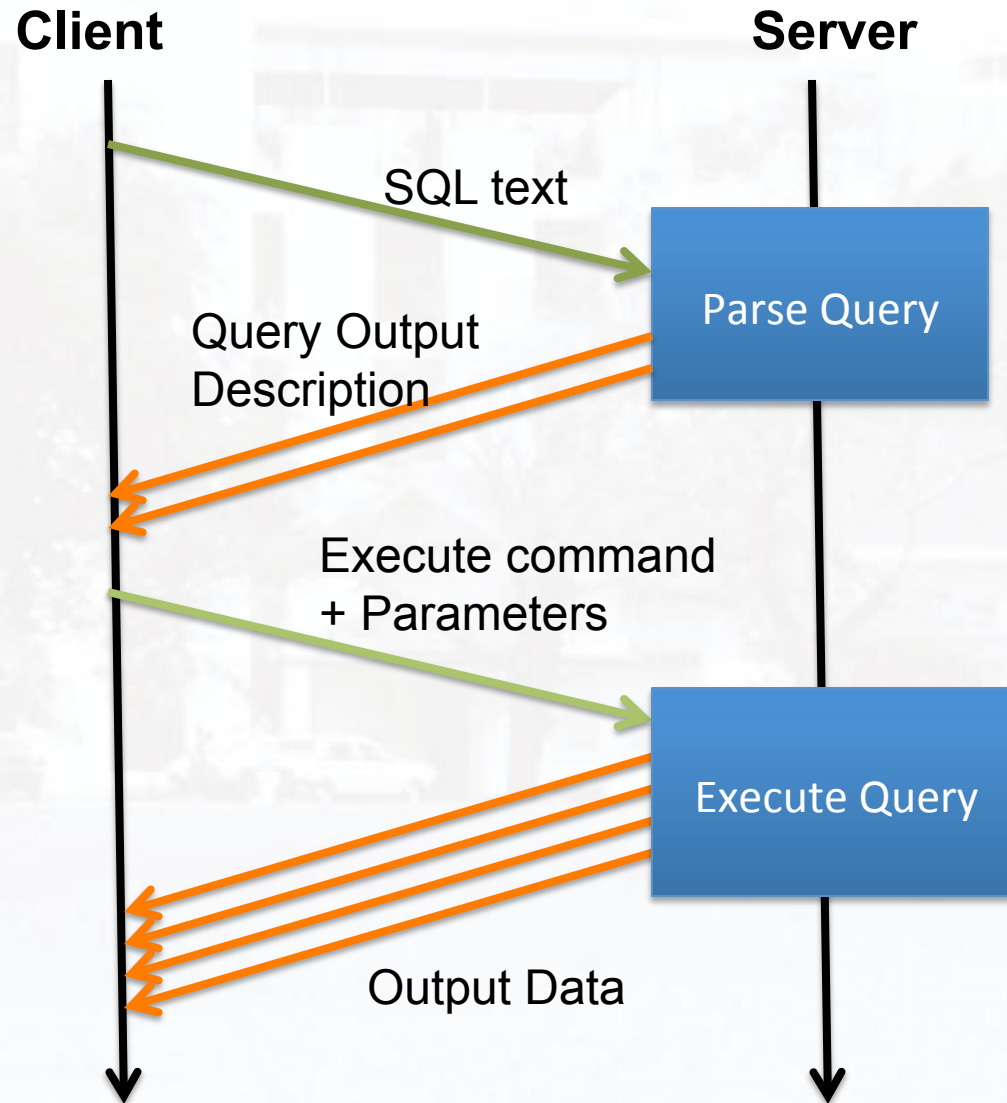 Client
Server
SQL text
Parse Query
Query Output
Description
Execute command
+ Parameters
Execute Query
Output Data